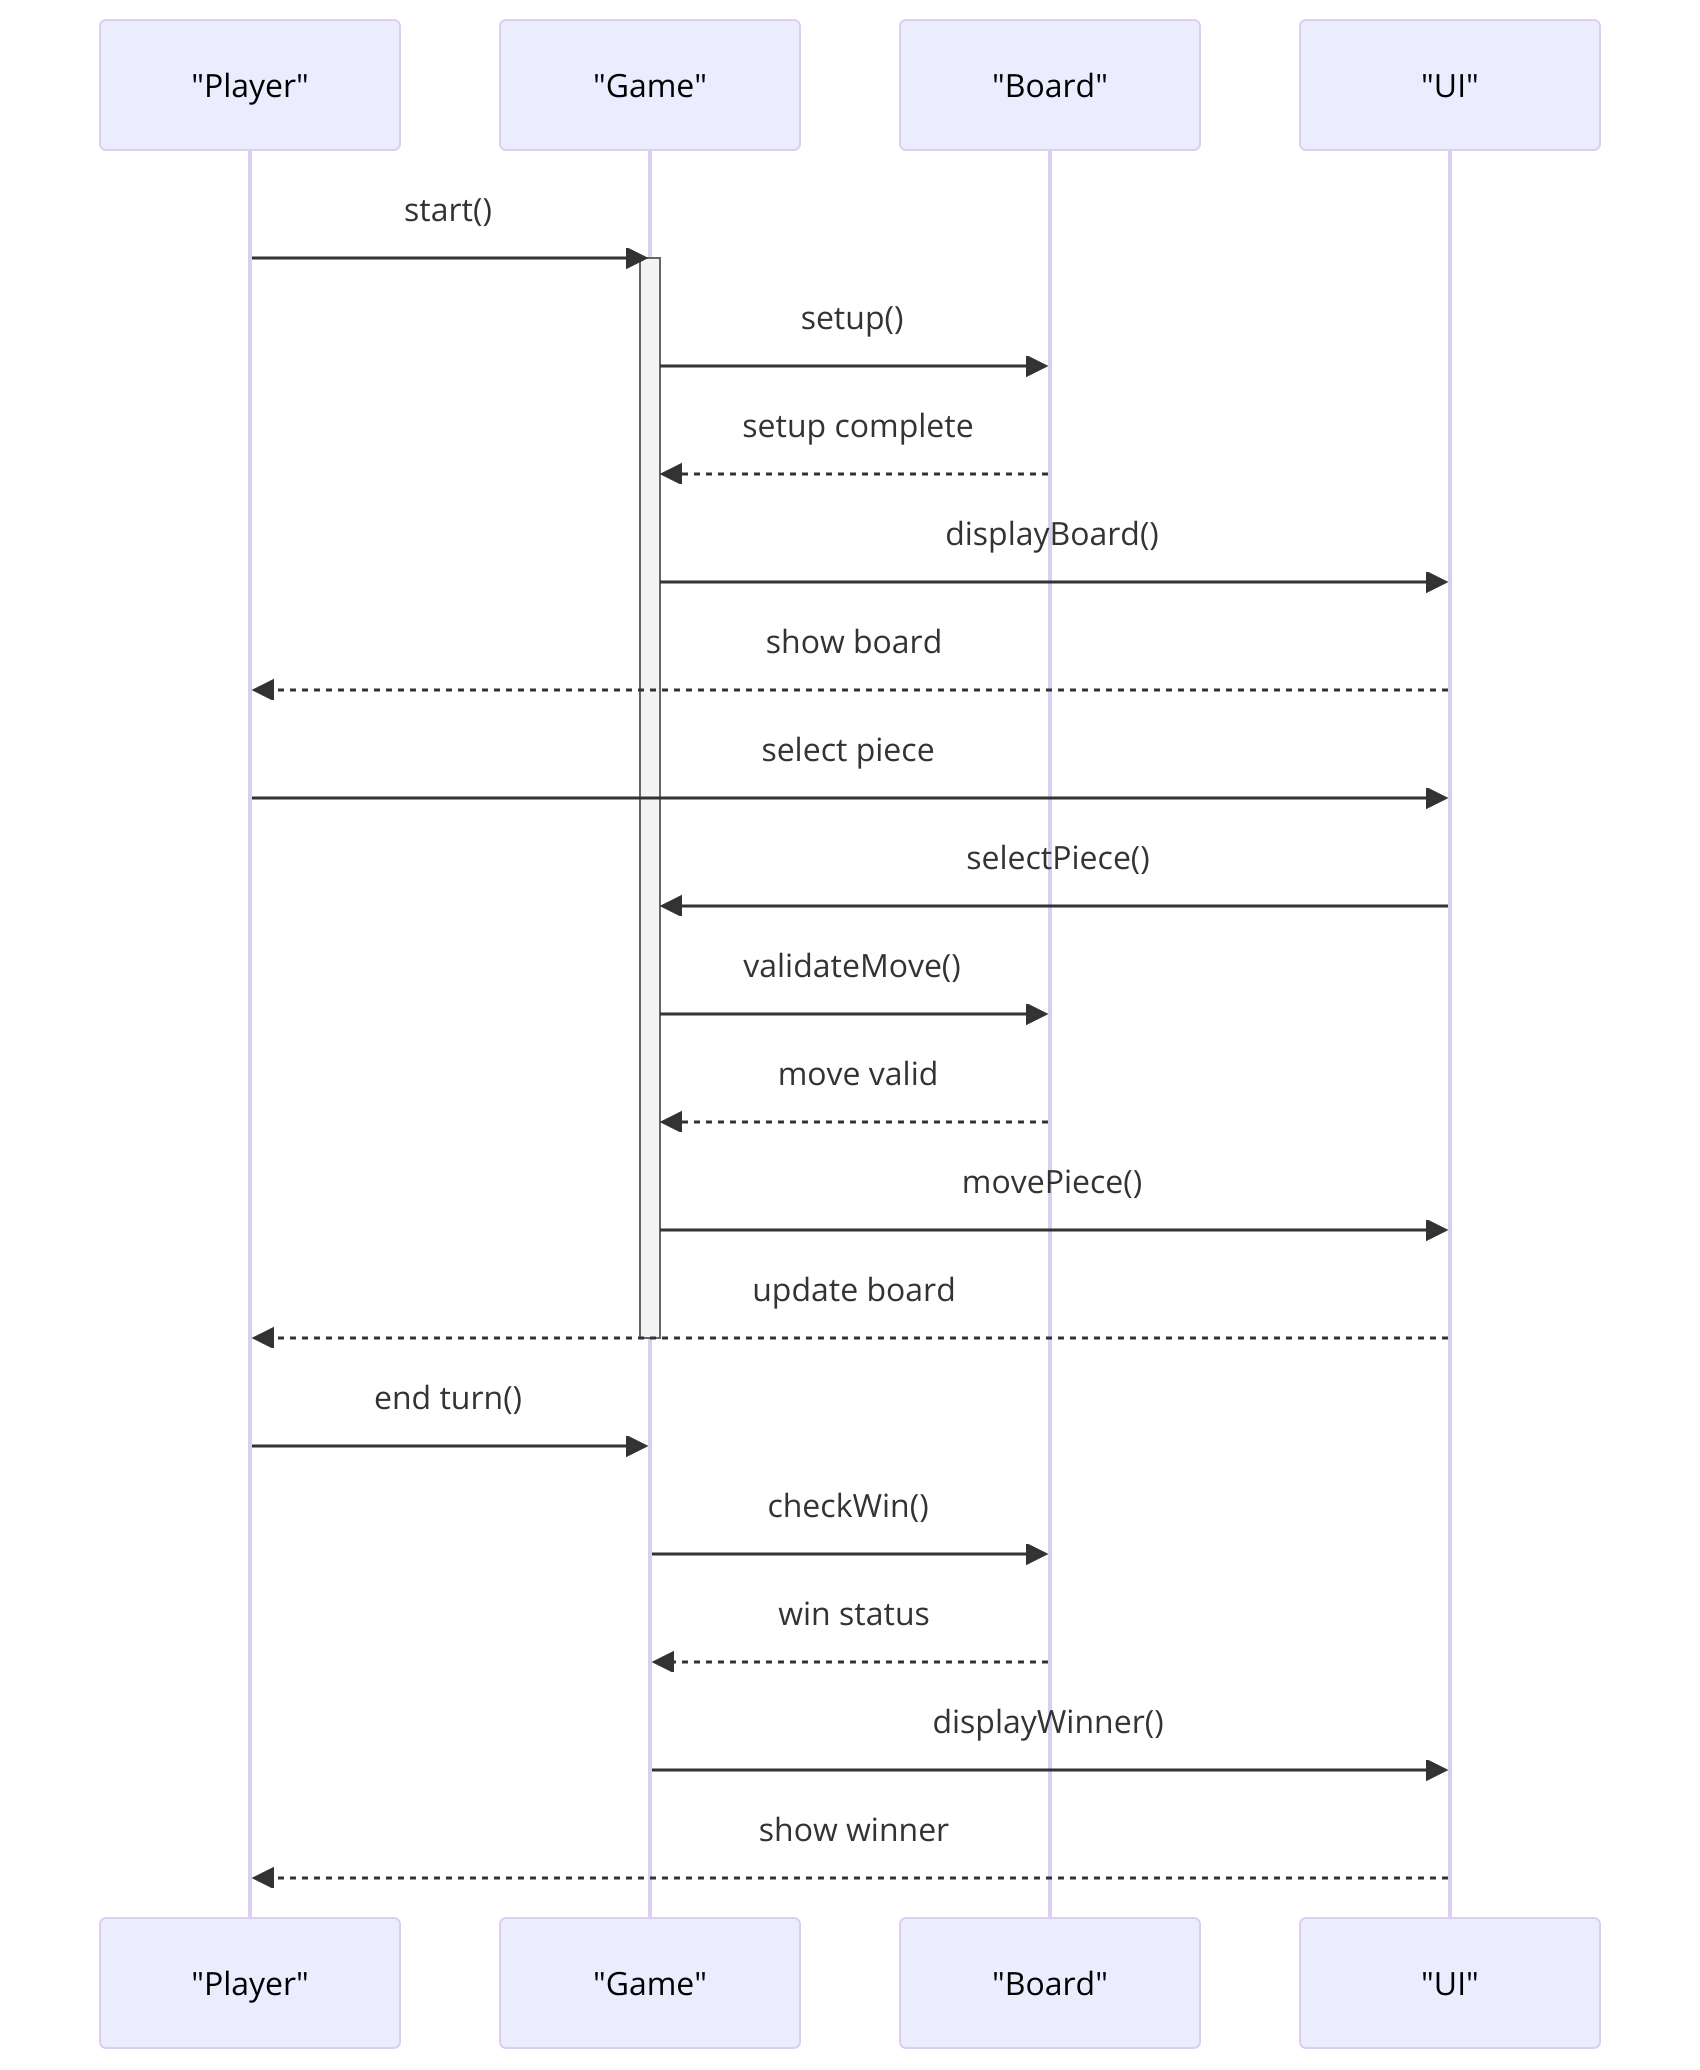 "Player"
"Game"
"Board"
"UI"
start()
setup()
setup complete
displayBoard()
show board
select piece
selectPiece()
validateMove()
move valid
movePiece()
update board
end turn()
checkWin()
win status
displayWinner()
show winner
"Player"
"Game"
"Board"
"UI"